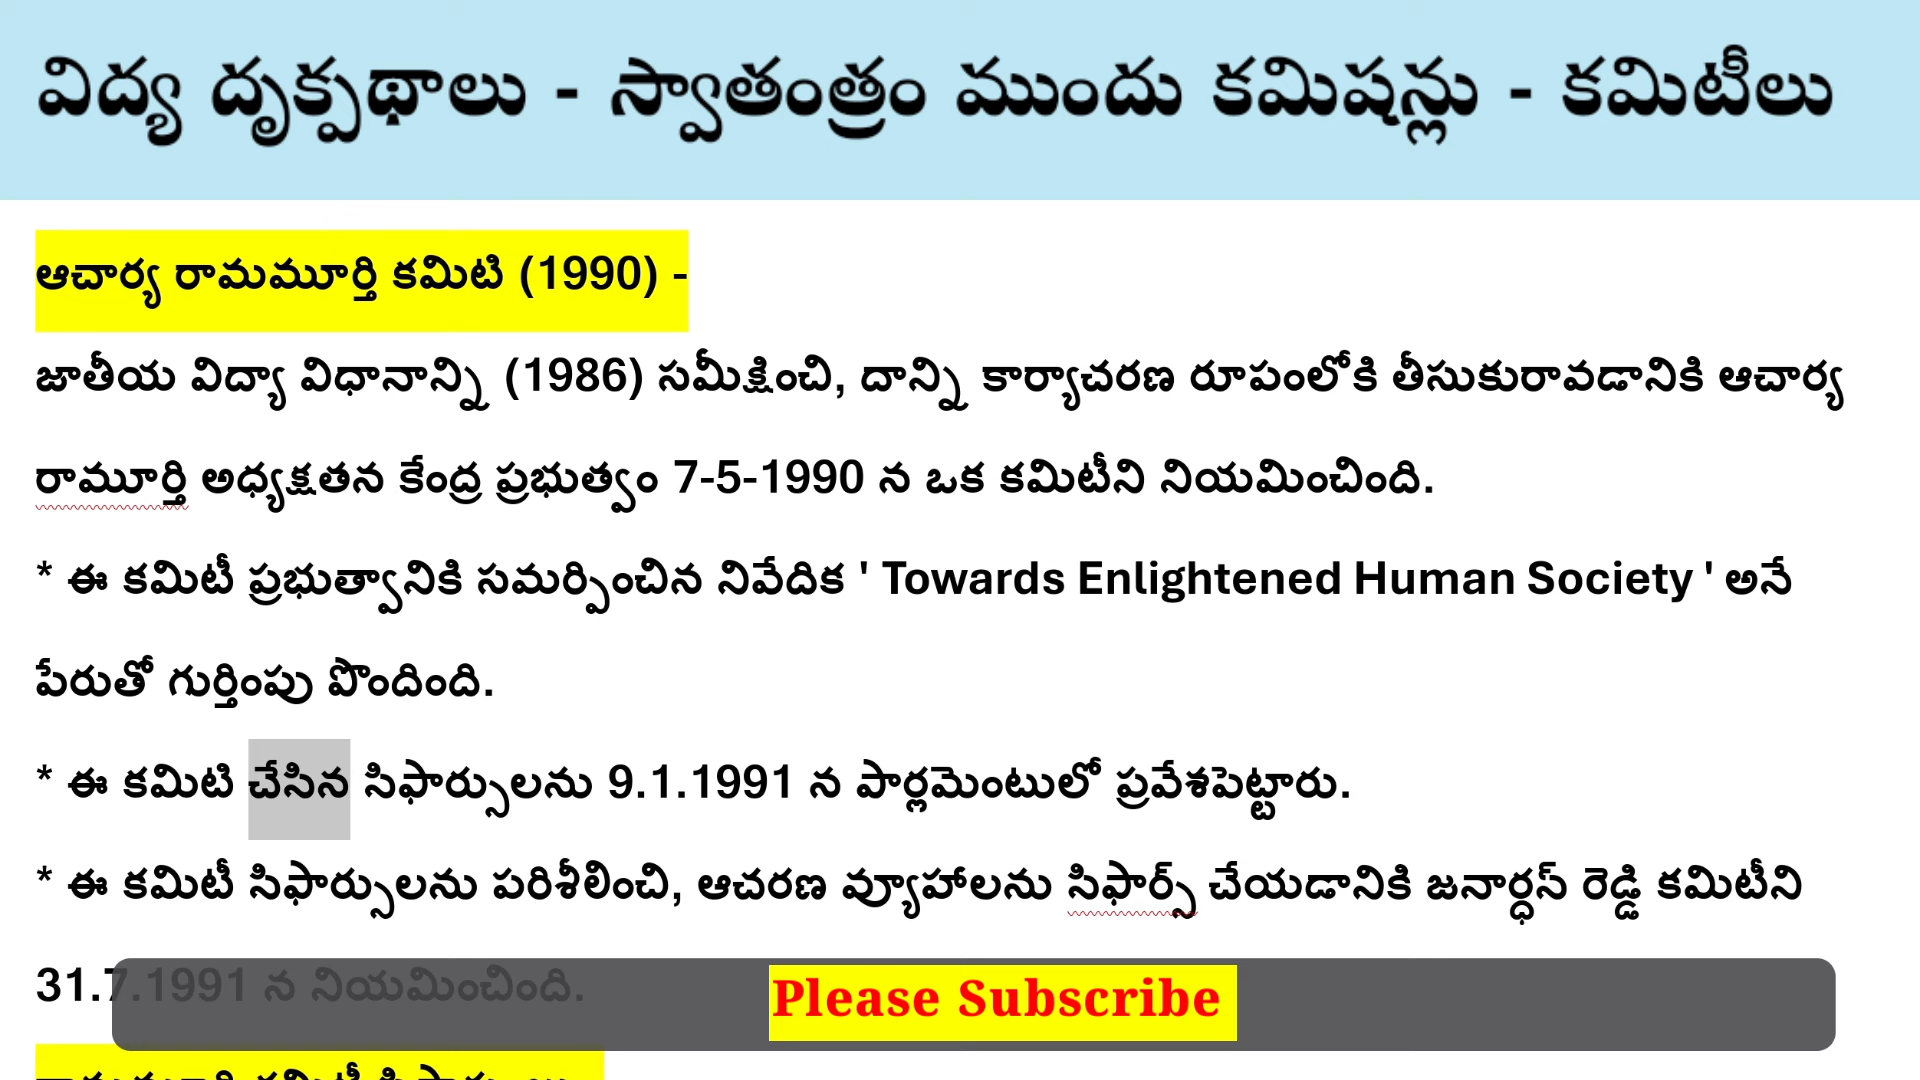 విద్య దృక్పథాలు - స్వాతంత్రం ముందు కమిషన్లు - కమిటీలు
ఆచార్య రామమూర్తి కమిటి (1990) -
జాతీయ విద్యా విధానాన్ని (1986) సమీక్షించి, దాన్ని కార్యాచరణ రూపంలోకి తీసుకురావడానికి ఆచార్య
రామూర్తి అధ్యక్షతన కేంద్ర ప్రభుత్వం 7-5-1990 న ఒక కమిటీని నియమించింది.
* ఈ కమిటీ ప్రభుత్వానికి సమర్పించిన నివేదిక ' Towards Enlightened Human Society ' అనే
పేరుతో గుర్తింపు పొందింది.
* ఈ కమిటి చేసిన సిఫార్సులను 9.1.1991 న పార్లమెంటులో ప్రవేశపెట్టారు.
* ఈ కమిటీ సిఫార్సులను పరిశీలించి, ఆచరణ వ్యూహాలను సిఫార్స్ చేయడానికి జనార్ధన్ రెడ్డి కమిటీని
31.7.1991 న నియమించింది.
Please Subscribe